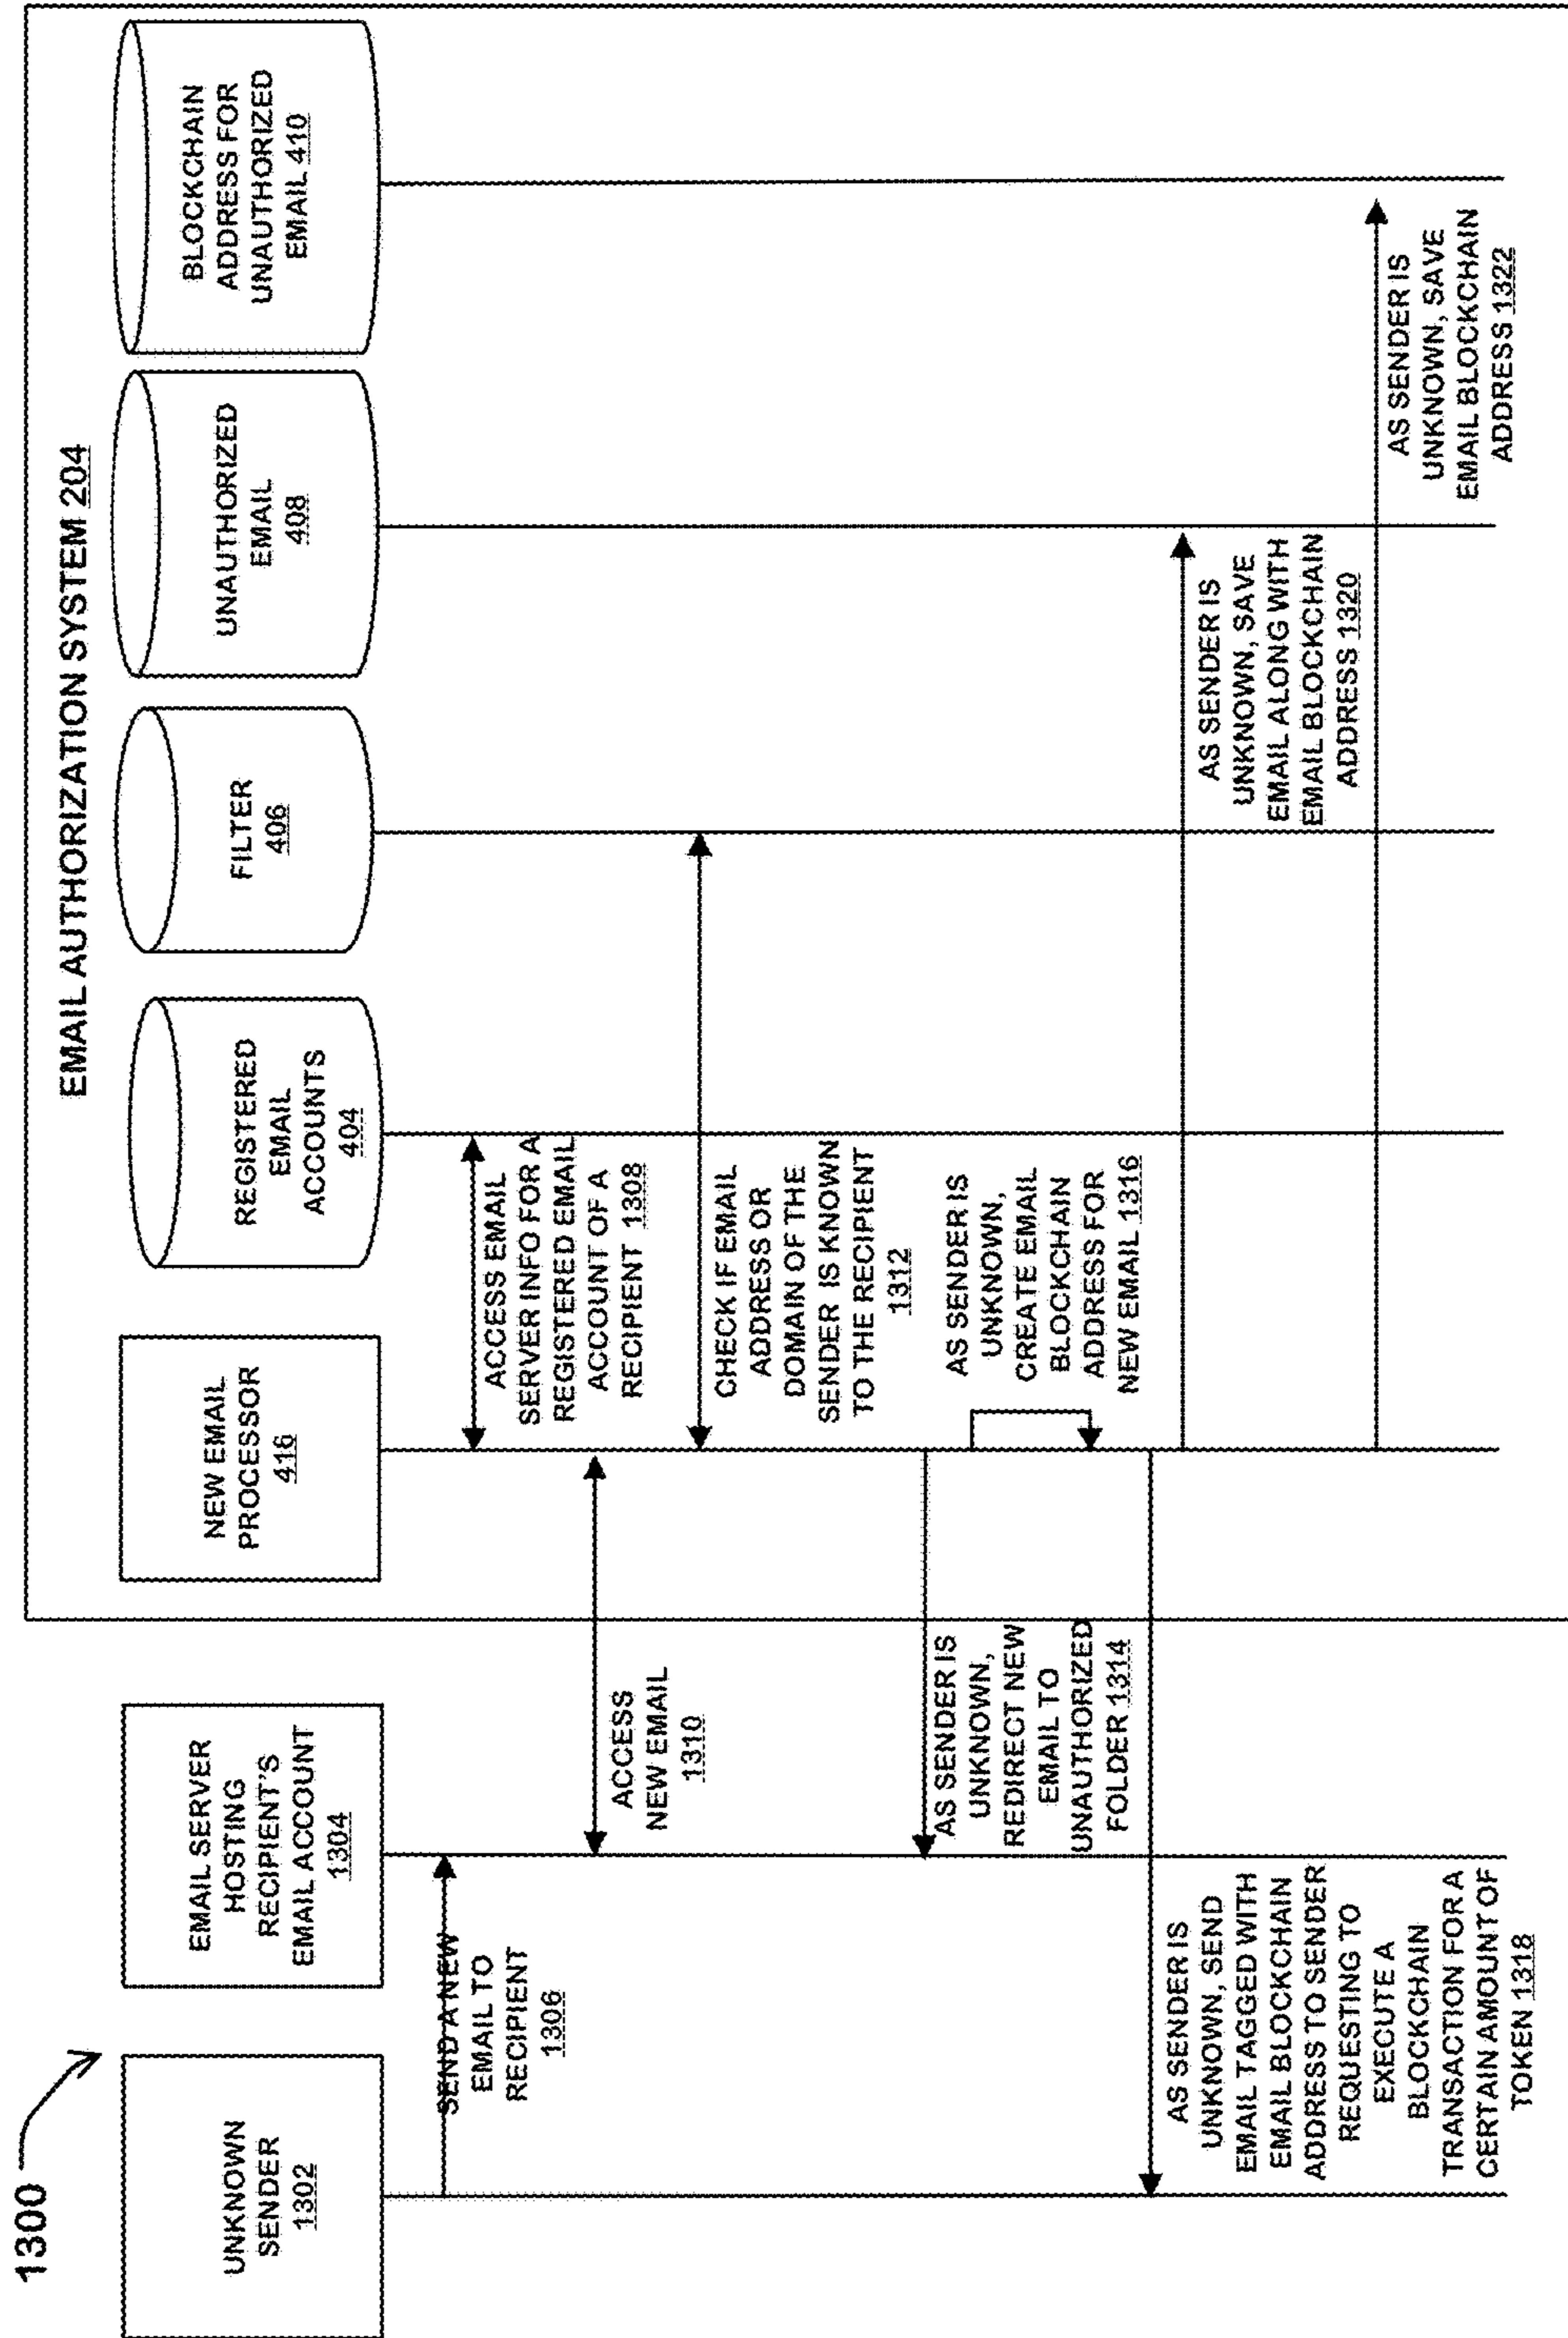 1300
EMAIL AUTHORIZATION SYSTEM 204
UNKNOWN
SENDER
1302
EMAIL SERVER
HOSTING
RECIPIENT'S
EMAIL ACCOUNT
1304
NEW EMAIL
PROCESSOR
416
REGISTERED
EMAIL
ACCOUNTS
404
FILTER
406
UNAUTHORIZED
EMAIL
408
BLOCKCHAIN
ADDRESS FOR
UNAUTHORIZED
EMAIL 410
SEND A NEW
EMAIL TO
RECIPIENT
1306
ACCESS EMAIL
SERVER INFO FOR A
REGISTERED EMAIL
ACCOUNT OF A
RECIPIENT 1308
ACCESS
NEW EMAIL
1310
CHECK IF EMAIL
ADDRESS OR
DOMAIN OF THE
SENDER IS KNOWN
TO THE RECIPIENT
1312
AS SENDER IS
UNKNOWN,
REDIRECT NEW
EMAIL TO
UNAUTHORIZED
FOLDER 1314
AS SENDER IS
UNKNOWN,
CREATE EMAIL
BLOCKCHAIN
ADDRESS FOR
NEW EMAIL 1316
AS SENDER IS
UNKNOWN, SEND
EMAIL TAGGED WITH
EMAIL BLOCKCHAIN
ADDRESS TO SENDER
REQUESTING TO
EXECUTE A
BLOCKCHAIN
TRANSACTION FOR A
CERTAIN AMOUNT OF
TOKEN 1318
AS SENDER IS
UNKNOWN, SAVE
EMAIL ALONG WITH
EMAIL BLOCKCHAIN
ADDRESS 1320
AS SENDER IS
UNKNOWN, SAVE
EMAIL BLOCKCHAIN
ADDRESS 1322